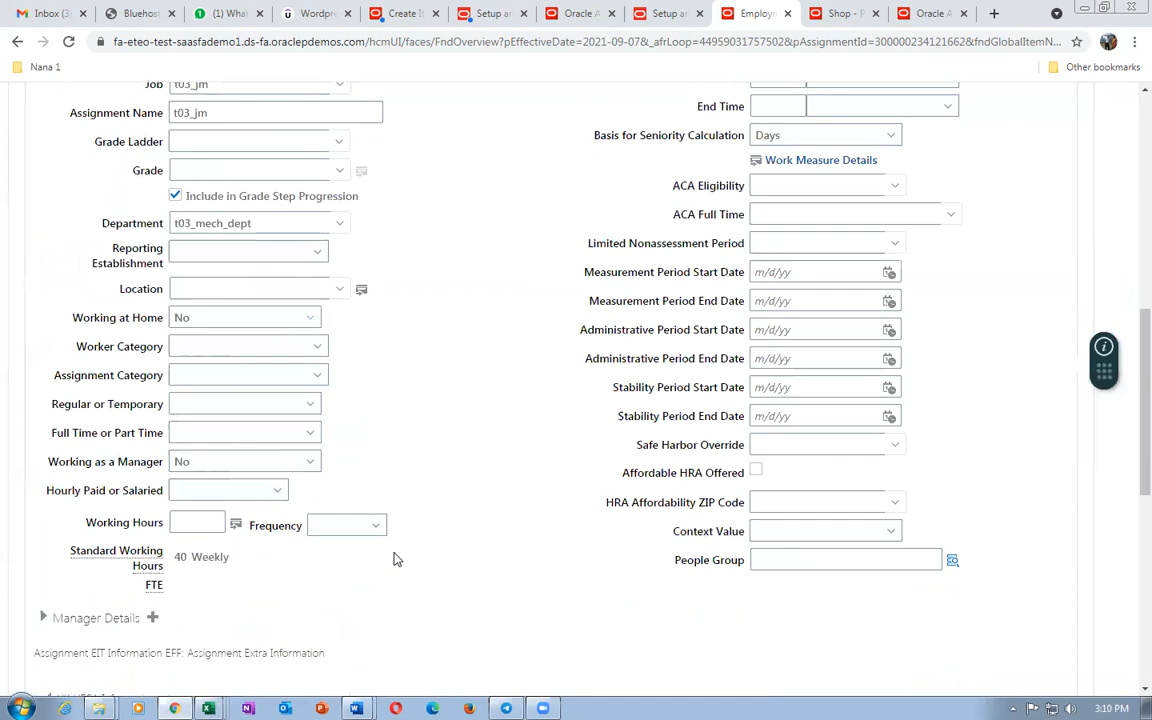 Inbox (3)
Bluehost
(1) What
Wordpre
Create It
Setup ar
Oracle A
Setup ar
Employm
Shop - P
Oracle A
fa-eteo-test-saasfademo1.ds-fa.oraclepdemos.com/hcmUI/faces/FndOverview?pEffectiveDate=2021-09-07&_afrLoop=44959031757502&pAssignmentId=300000234121662&fndGlobalItemN...
Nana 1
Other bookmarks
Job t03_jm
Assignment Name t03_jm
Grade Ladder
Grade
Include in Grade Step Progression
Department t03_mech_dept
Reporting
Establishment
Location
Working at Home No
Worker Category
Assignment Category
Regular or Temporary
Full Time or Part Time
Working as a Manager No
Hourly Paid or Salaried
Working Hours Frequency
Standard Working
Hours
40 Weekly
FTE
Manager Details
Assignment EIT Information EFF: Assignment Extra Information
End Time
Basis for Seniority Calculation Days
Work Measure Details
ACA Eligibility
ACA Full Time
Limited Nonassessment Period
Measurement Period Start Date m/d/yy
Measurement Period End Date m/d/yy
Administrative Period Start Date m/d/yy
Administrative Period End Date m/d/yy
Stability Period Start Date m/d/yy
Stability Period End Date m/d/yy
Safe Harbor Override
Affordable HRA Offered
HRA Affordability ZIP Code
Context Value
People Group
3:10 PM